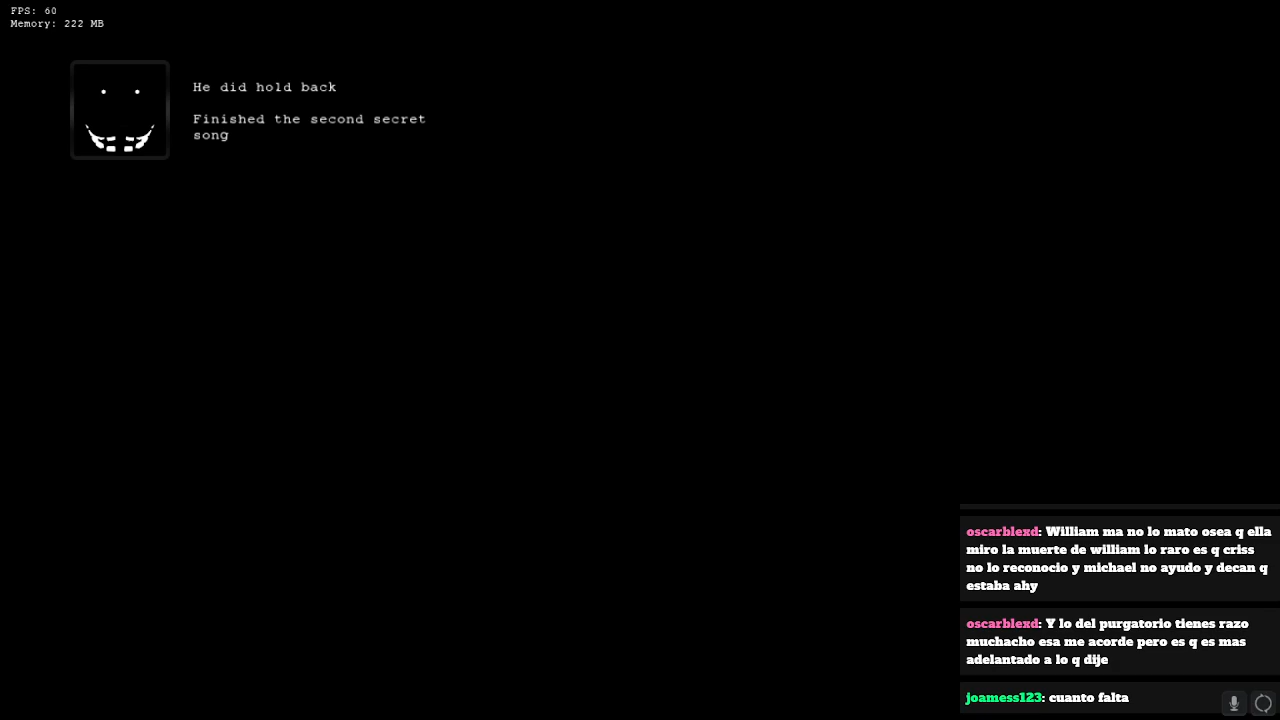 FPS: 60
Memory: 222 MB
He did hold back
Finished the second secret
song
oscarblexd: William ma no lo mato osea q ella
miro la muerte de william lo raro es q criss
no lo reconocio y michael no ayudo y decan q
estaba ahy
oscarblexd: Y lo del purgatorio tienes razo
muchacho esa me acorde pero es q es mas
adelantado a lo q dije
joamess123: cuanto falta